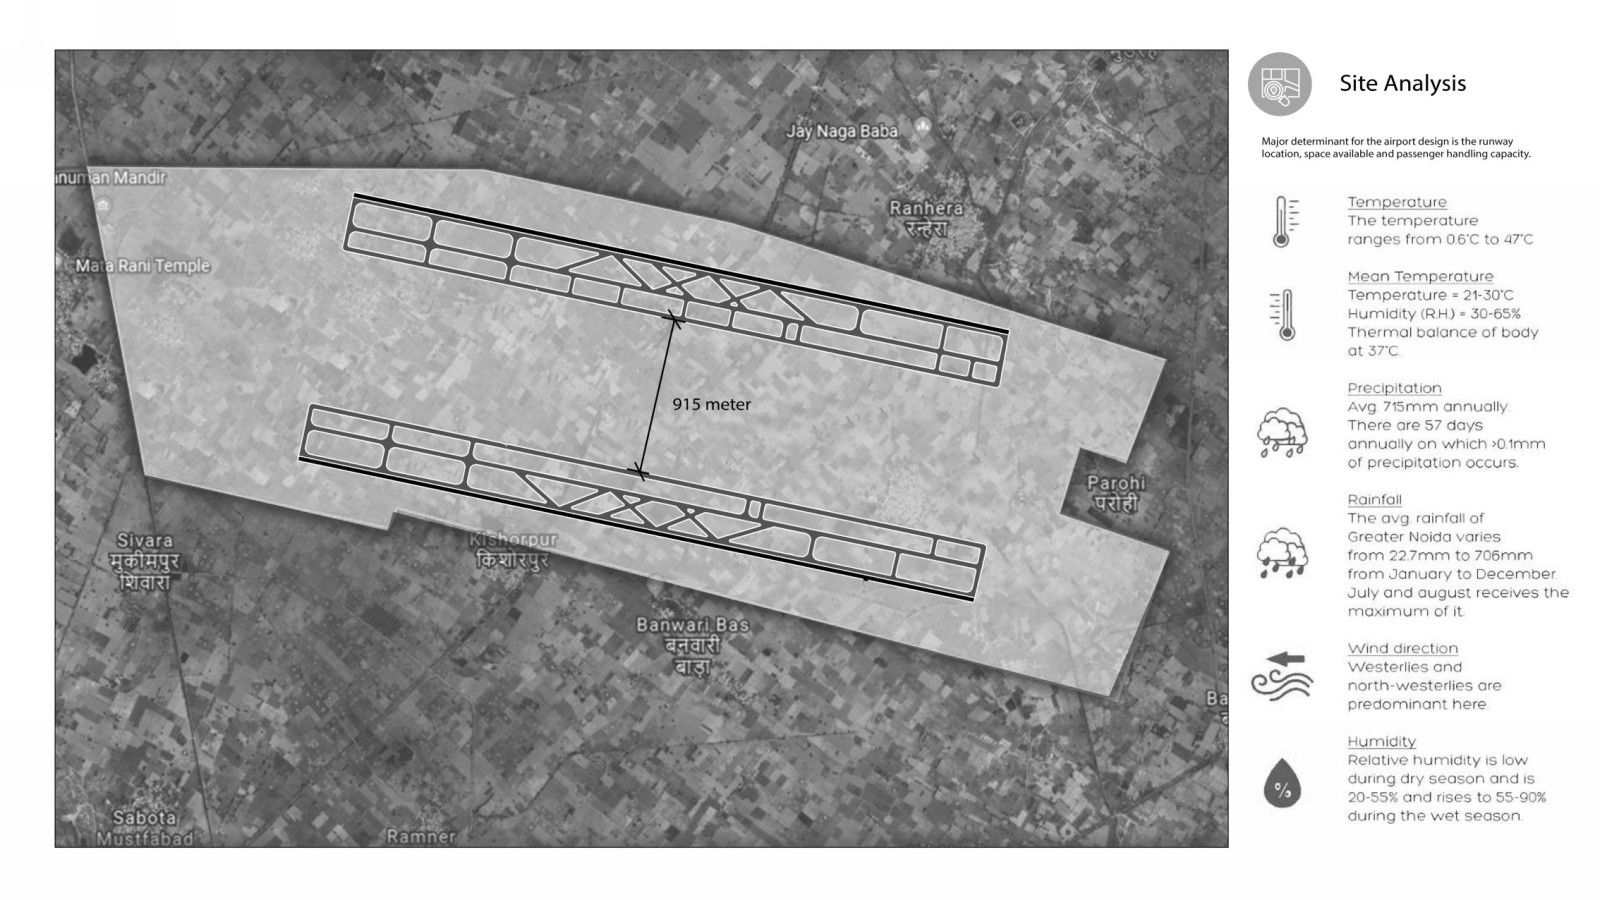 Site Analysis
Major determinant for the airport design is the runway
location, space available and passenger handling capacity.
Temperature
The temperature
ranges from 0.6°C to 47°C
Mean Temperature
Temperature = 21-30°C
Humidity (R.H.) = 30-65%
Thermal balance of body
at 37°C.
Precipitation
Avg. 715mm annually.
There are 57 days
annually on which >0.1mm
of precipitation occurs.
Rainfall
The avg. rainfall of
Greater Noida varies
from 22.7mm to 706mm
from January to December.
July and august receives the
maximum of it.
Wind direction
Westerlies and
north-westerlies are
predominant here.
Humidity
Relative humidity is low
during dry season and is
20-55% and rises to 55-90%
during the wet season.
%
Jay Naga Baba
anuman Mandir
Ranhera
रन्हेरा
Mata Rani Temple
915 meter
Parohi
परोही
Sivara
मुकीमपुर
शिवारा
Kishorpur
किशोरपुर
Banwari Bas
बनवारी
बाड़ा
Ba
Sabota
Mustfabad
Ramner